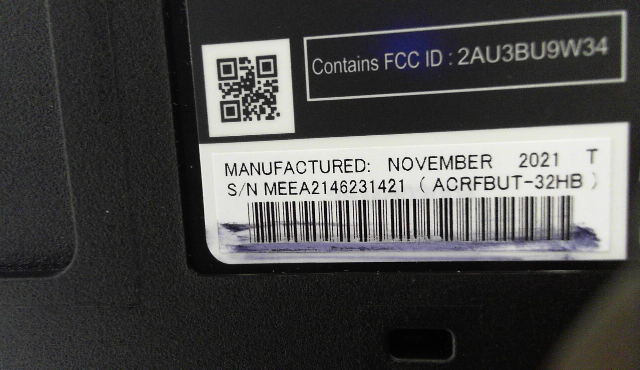 Contains FCC ID : 2AU3BU9W34
MANUFACTURED: NOVEMBER 2021 T
S/N MEEA2146231421 ( ACRFBUT-32HB )